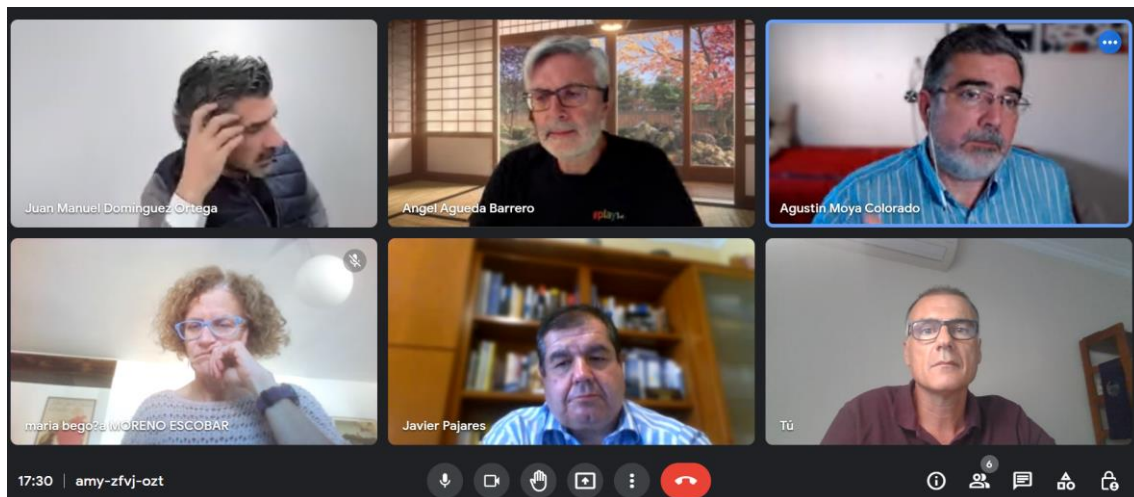 Juan Manuel Domínguez Ortega
Angel Agueda Barrero
Agustin Moya Colorado
maria bego?a MORENO ESCOBAR
Javier Pajares
Tú
17:30 | amy-zfvj-ozt
6